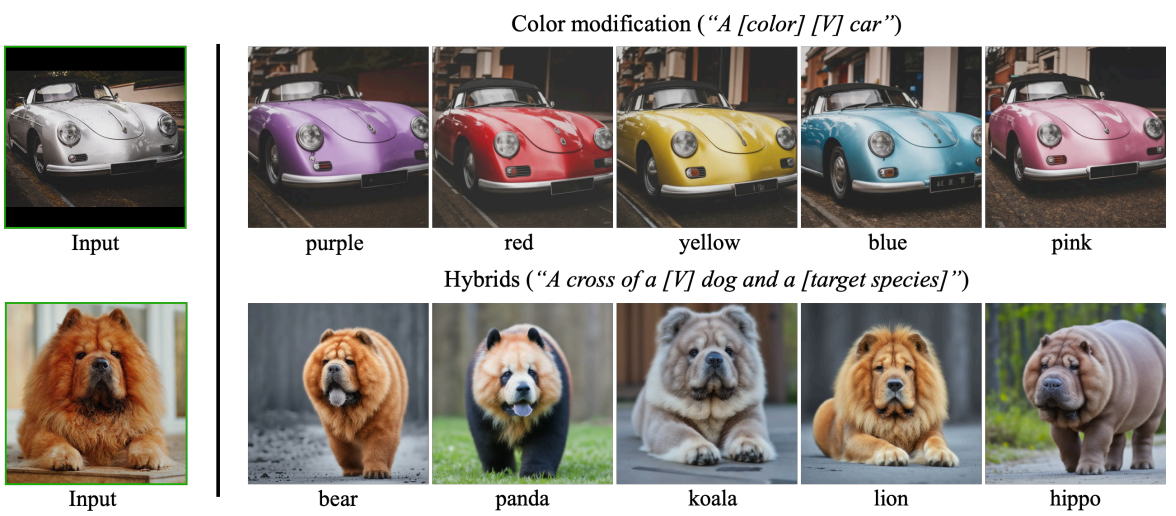 Color modification (“A [color] [V] car”)
Input
purple
red
yellow
blue
pink
Hybrids (“A cross of a [V] dog and a [target species]”)
Input
bear
panda
koala
lion
hippo